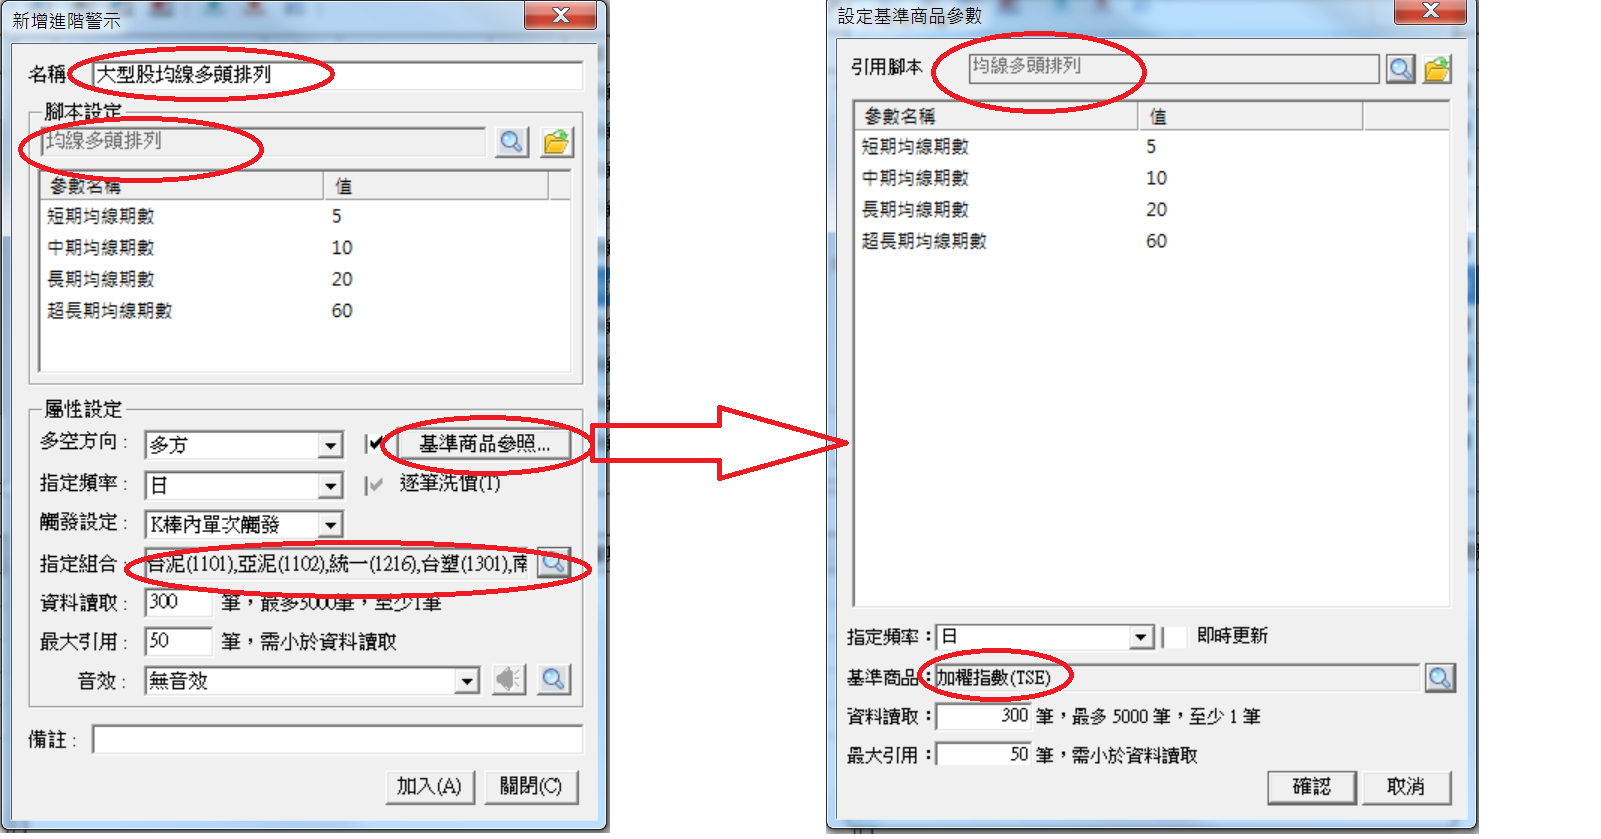 新增進階警示
名稱
大型股均線多頭排列
腳本設定
均線多頭排列
參數名稱 值
短期均線期數 5
中期均線期數 10
長期均線期數 20
超長期均線期數 60
屬性設定
多空方向: 多方 基準商品參照...
指定頻率: 日 逐筆洗價(T)
觸發設定: K棒內單次觸發
指定組合: 台泥(1101),亞泥(1102),統一(1216),台塑(1301),南
資料讀取: 300 筆，最多5000筆，至少1筆
最大引用: 50 筆，需小於資料讀取
音效: 無音效
備註:
加入(A) 關閉(C)
設定基準商品參數
引用腳本 均線多頭排列
參數名稱 值
短期均線期數 5
中期均線期數 10
長期均線期數 20
超長期均線期數 60
指定頻率: 日 即時更新
基準商品: 加權指數(TSE)
資料讀取: 300 筆，最多 5000 筆，至少 1 筆
最大引用: 50 筆，需小於資料讀取
確認 取消